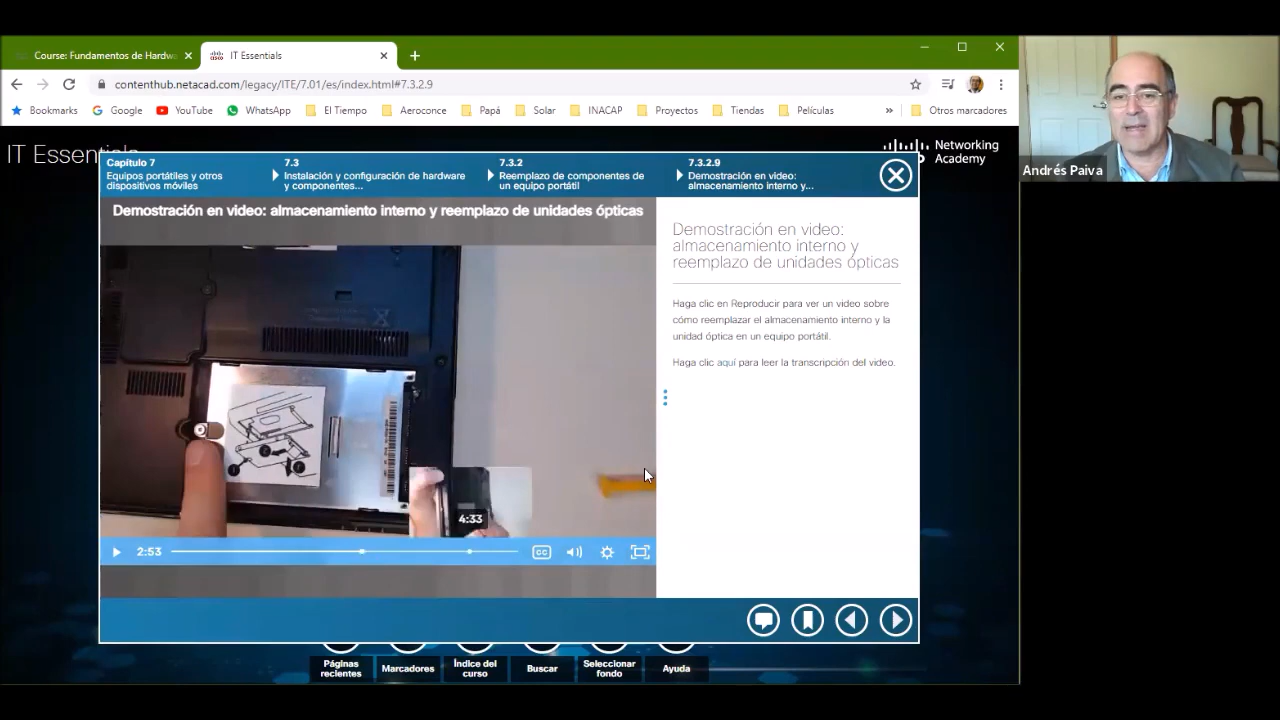 Course: Fundamentos de Hardw
IT Essentials
contenthub.netacad.com/legacy/ITE/7.01/es/index.html#7.3.2.9
Bookmarks Google YouTube WhatsApp El Tiempo Aeroconce Papá Solar INACAP Proyectos Tiendas Películas » Otros marcadores
IT Essentials
Networking
Academy
Andrés Paiva
Capítulo 7
Equipos portátiles y otros
dispositivos móviles
7.3
Instalación y configuración de hardware
y componentes...
7.3.2
Reemplazo de componentes de
un equipo portátil
7.3.2.9
Demostración en video:
almacenamiento interno y...
Demostración en video: almacenamiento interno y reemplazo de unidades ópticas
4:33
2:53
CC
Demostración en video:
almacenamiento interno y
reemplazo de unidades ópticas
Haga clic en Reproducir para ver un video sobre
cómo reemplazar el almacenamiento interno y la
unidad óptica en un equipo portátil.
Haga clic aquí para leer la transcripción del video.
Páginas
recientes
Marcadores
Índice del
curso
Buscar
Seleccionar
fondo
Ayuda